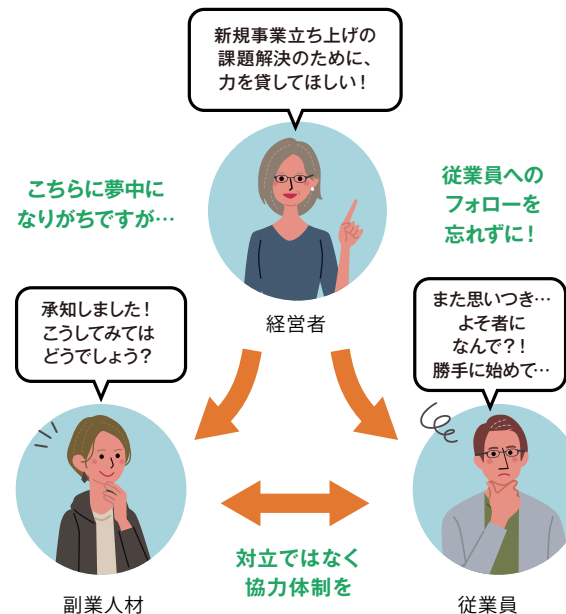 新規事業立ち上げの
課題解決のために、
力を貸してほしい！
こちらに夢中に
なりがちですが…
従業員への
フォローを
忘れずに！
経営者
承知しました！
こうしてみては
どうでしょう？
また思いつき…
よそ者に
なんで？！
勝手に始めて…
対立ではなく
協力体制を
副業人材
従業員